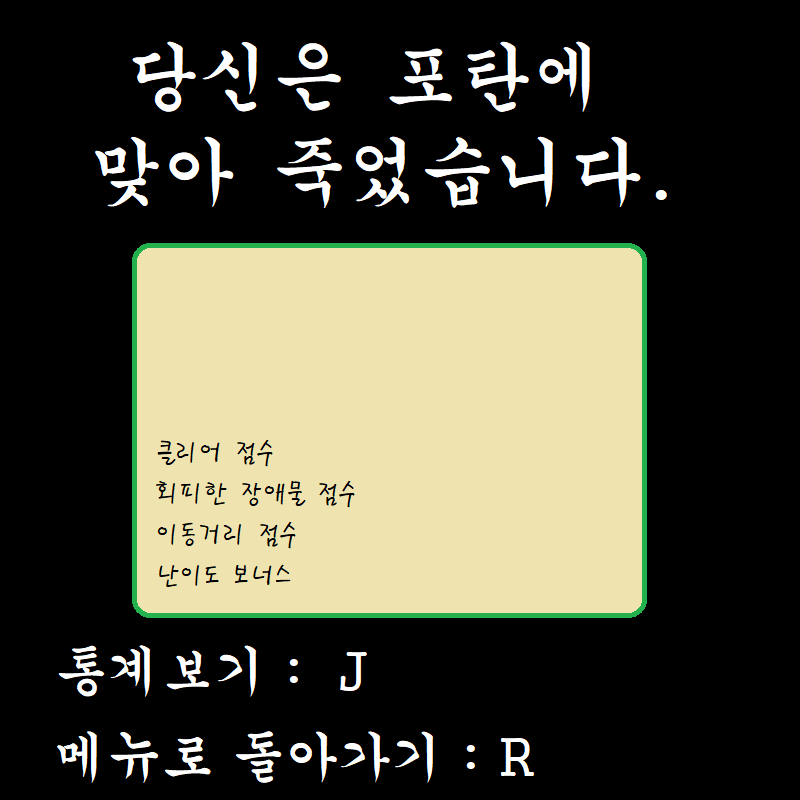 당신은 포탄에
맞아 죽었습니다.
클리어 점수
회피한 장애물 점수
이동거리 점수
난이도 보너스
통계보기 : J
메뉴로 돌아가기 : R